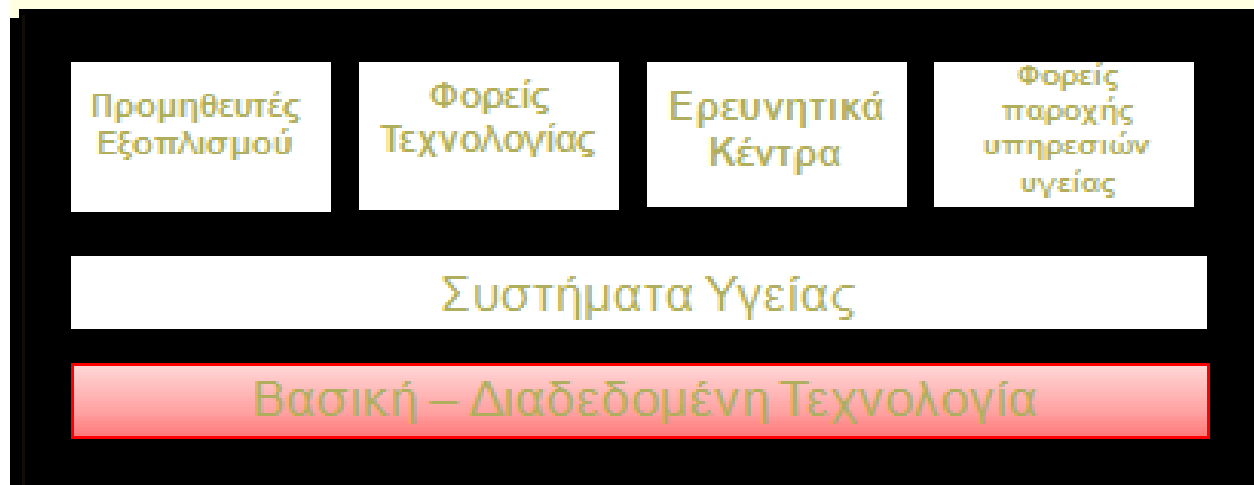 Προμηθευτές
Εξοπλισμού
Φορείς
Τεχνολογίας
Ερευνητικά
Κέντρα
Φορείς
παροχής
υπηρεσιών
υγείας
Συστήματα Υγείας
Βασική – Διαδεδομένη Τεχνολογία